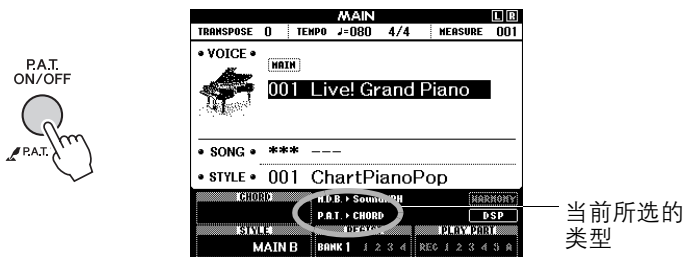 P.A.T.
ON/OFF
P.A.T.
MAIN L R
TRANSPOSE 0 TEMPO ♩=080 4/4 MEASURE 001
VOICE
MAIN
001 Live! Grand Piano
SONG *** ---
STYLE 001 ChartPianoPop
CHORD M.D.B. ▸ HARMONY
P.A.T. ▸ CHORD DSP
STYLE REGIST PLAY PART
MAIN B BANK 1 1 2 3 4 REC 1 2 3 4 5 A
当前所选的
类型